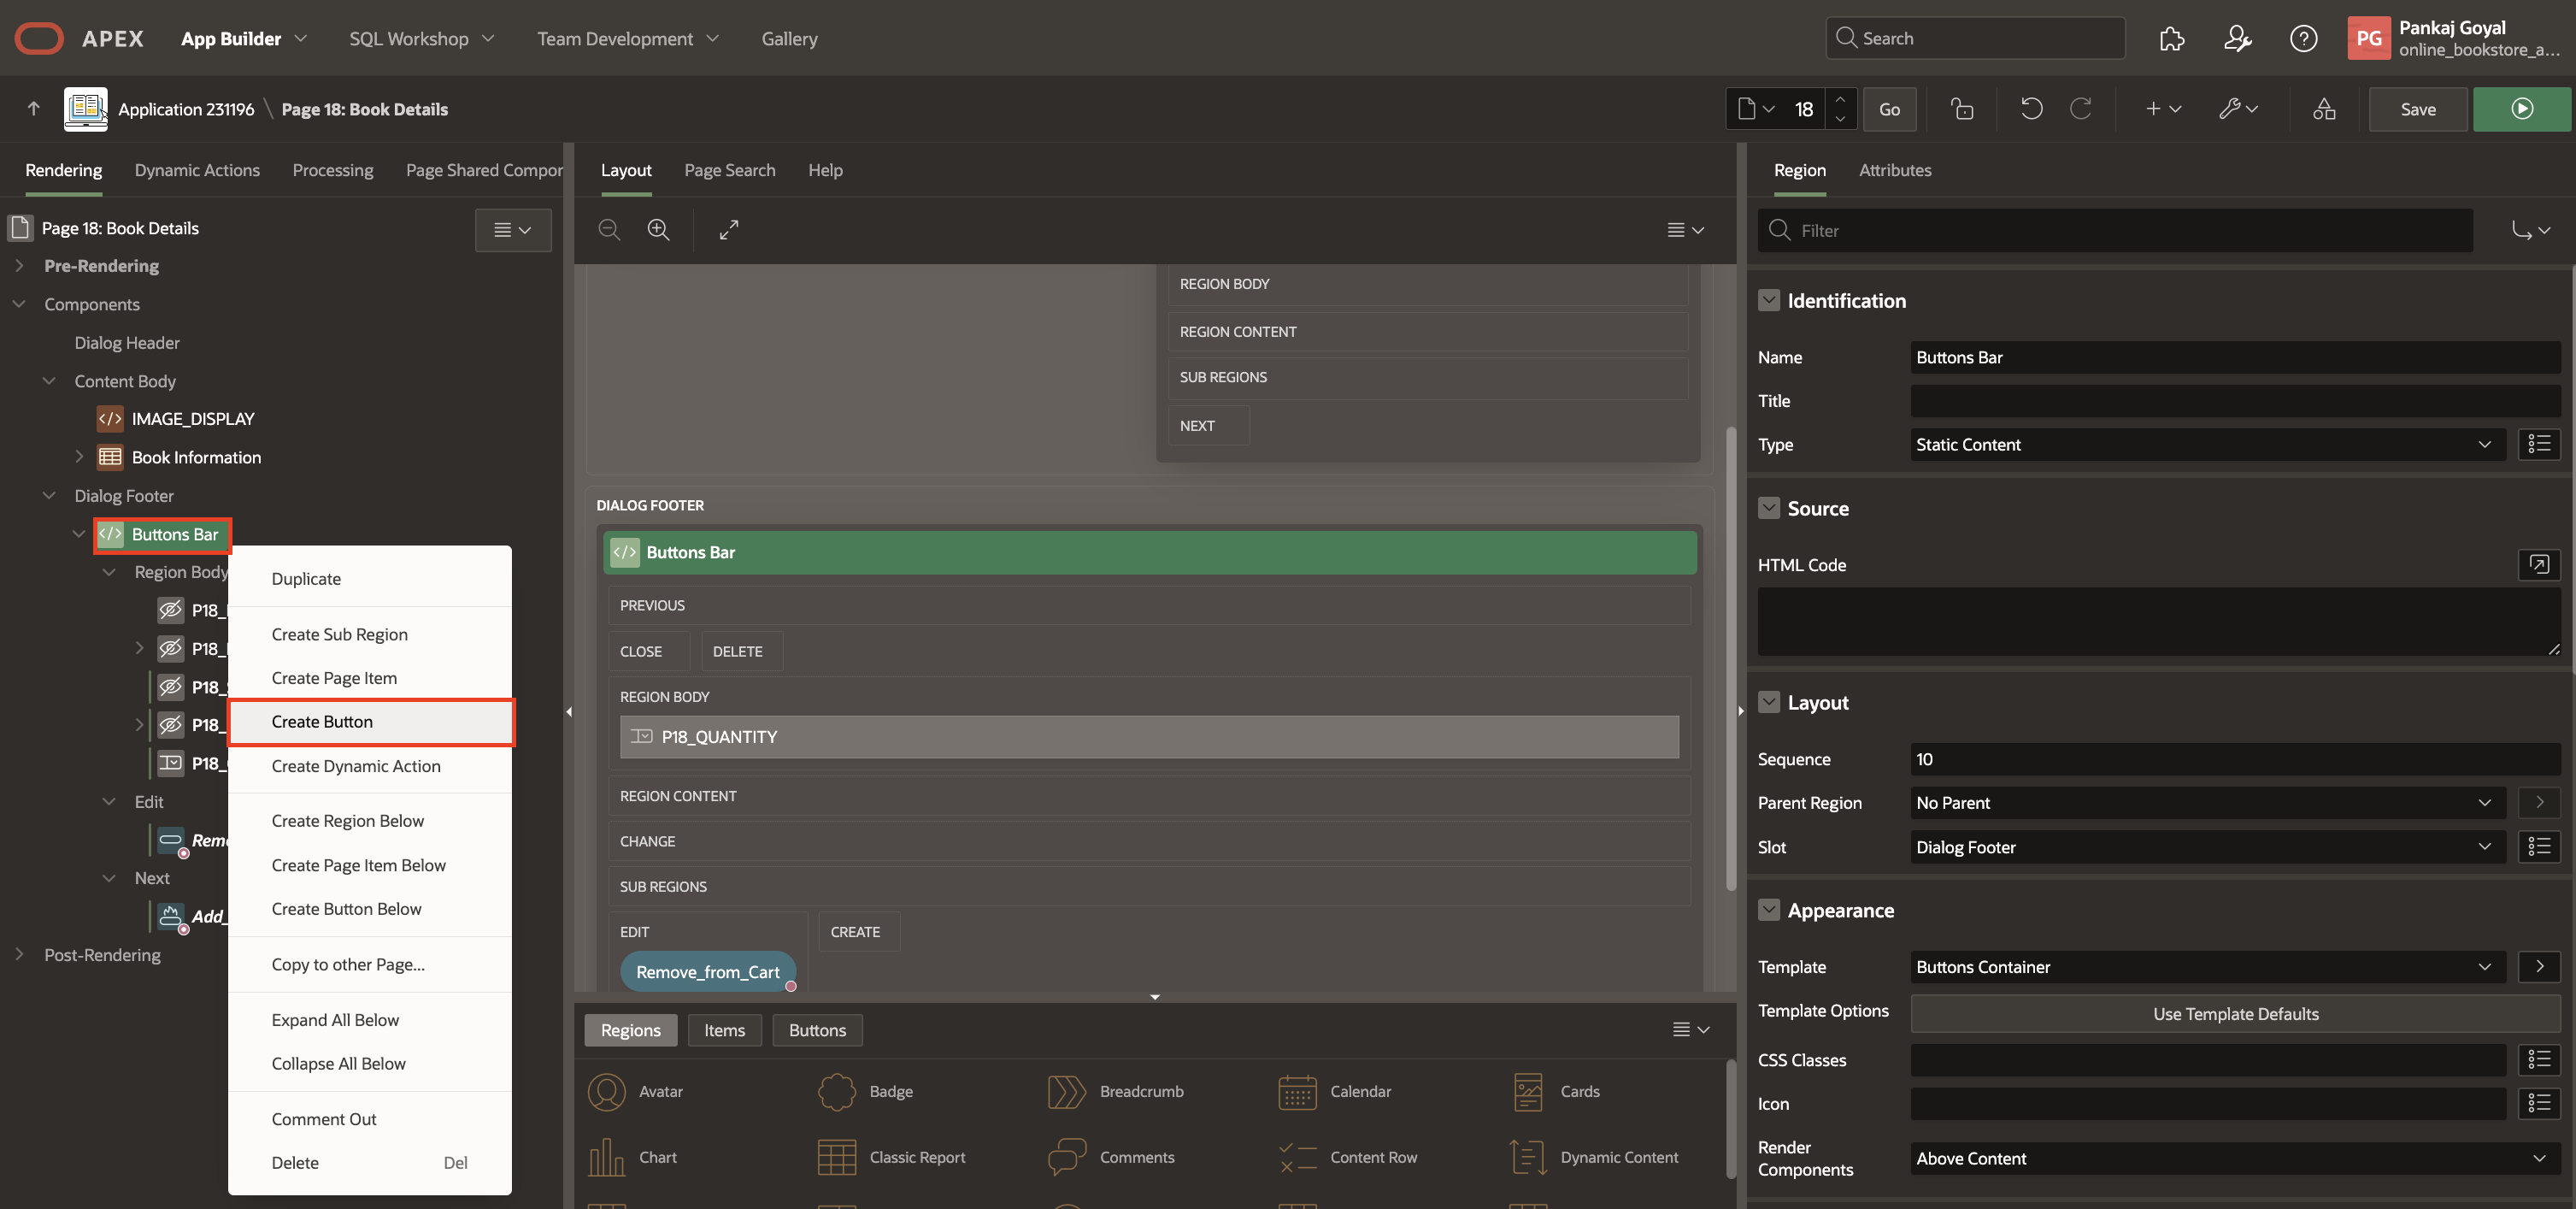 APEX App Builder SQL Workshop Team Development Gallery Search PG Pankaj Goyal
online_bookstore_a...
Application 231196 \ Page 18: Book Details 18 Go Save
Rendering Dynamic Actions Processing Page Shared Compor
Page 18: Book Details
Pre-Rendering
Components
Dialog Header
Content Body
</> IMAGE_DISPLAY
Book Information
Dialog Footer
</> Buttons Bar
Region Body
P18_
P18_
P18_
P18_
P18_
Edit
Remo
Next
Add_
Post-Rendering
Duplicate
Create Sub Region
Create Page Item
Create Button
Create Dynamic Action
Create Region Below
Create Page Item Below
Create Button Below
Copy to other Page...
Expand All Below
Collapse All Below
Comment Out
Delete Del
Layout Page Search Help
REGION BODY
REGION CONTENT
SUB REGIONS
NEXT
DIALOG FOOTER
</> Buttons Bar
PREVIOUS
CLOSE DELETE
REGION BODY
P18_QUANTITY
REGION CONTENT
CHANGE
SUB REGIONS
EDIT CREATE
Remove_from_Cart
Regions Items Buttons
Avatar Badge Breadcrumb Calendar Cards
Chart Classic Report Comments Content Row Dynamic Content
Region Attributes
Filter
Identification
Name Buttons Bar
Title
Type Static Content
Source
HTML Code
Layout
Sequence 10
Parent Region No Parent
Slot Dialog Footer
Appearance
Template Buttons Container
Template Options Use Template Defaults
CSS Classes
Icon
Render
Components Above Content